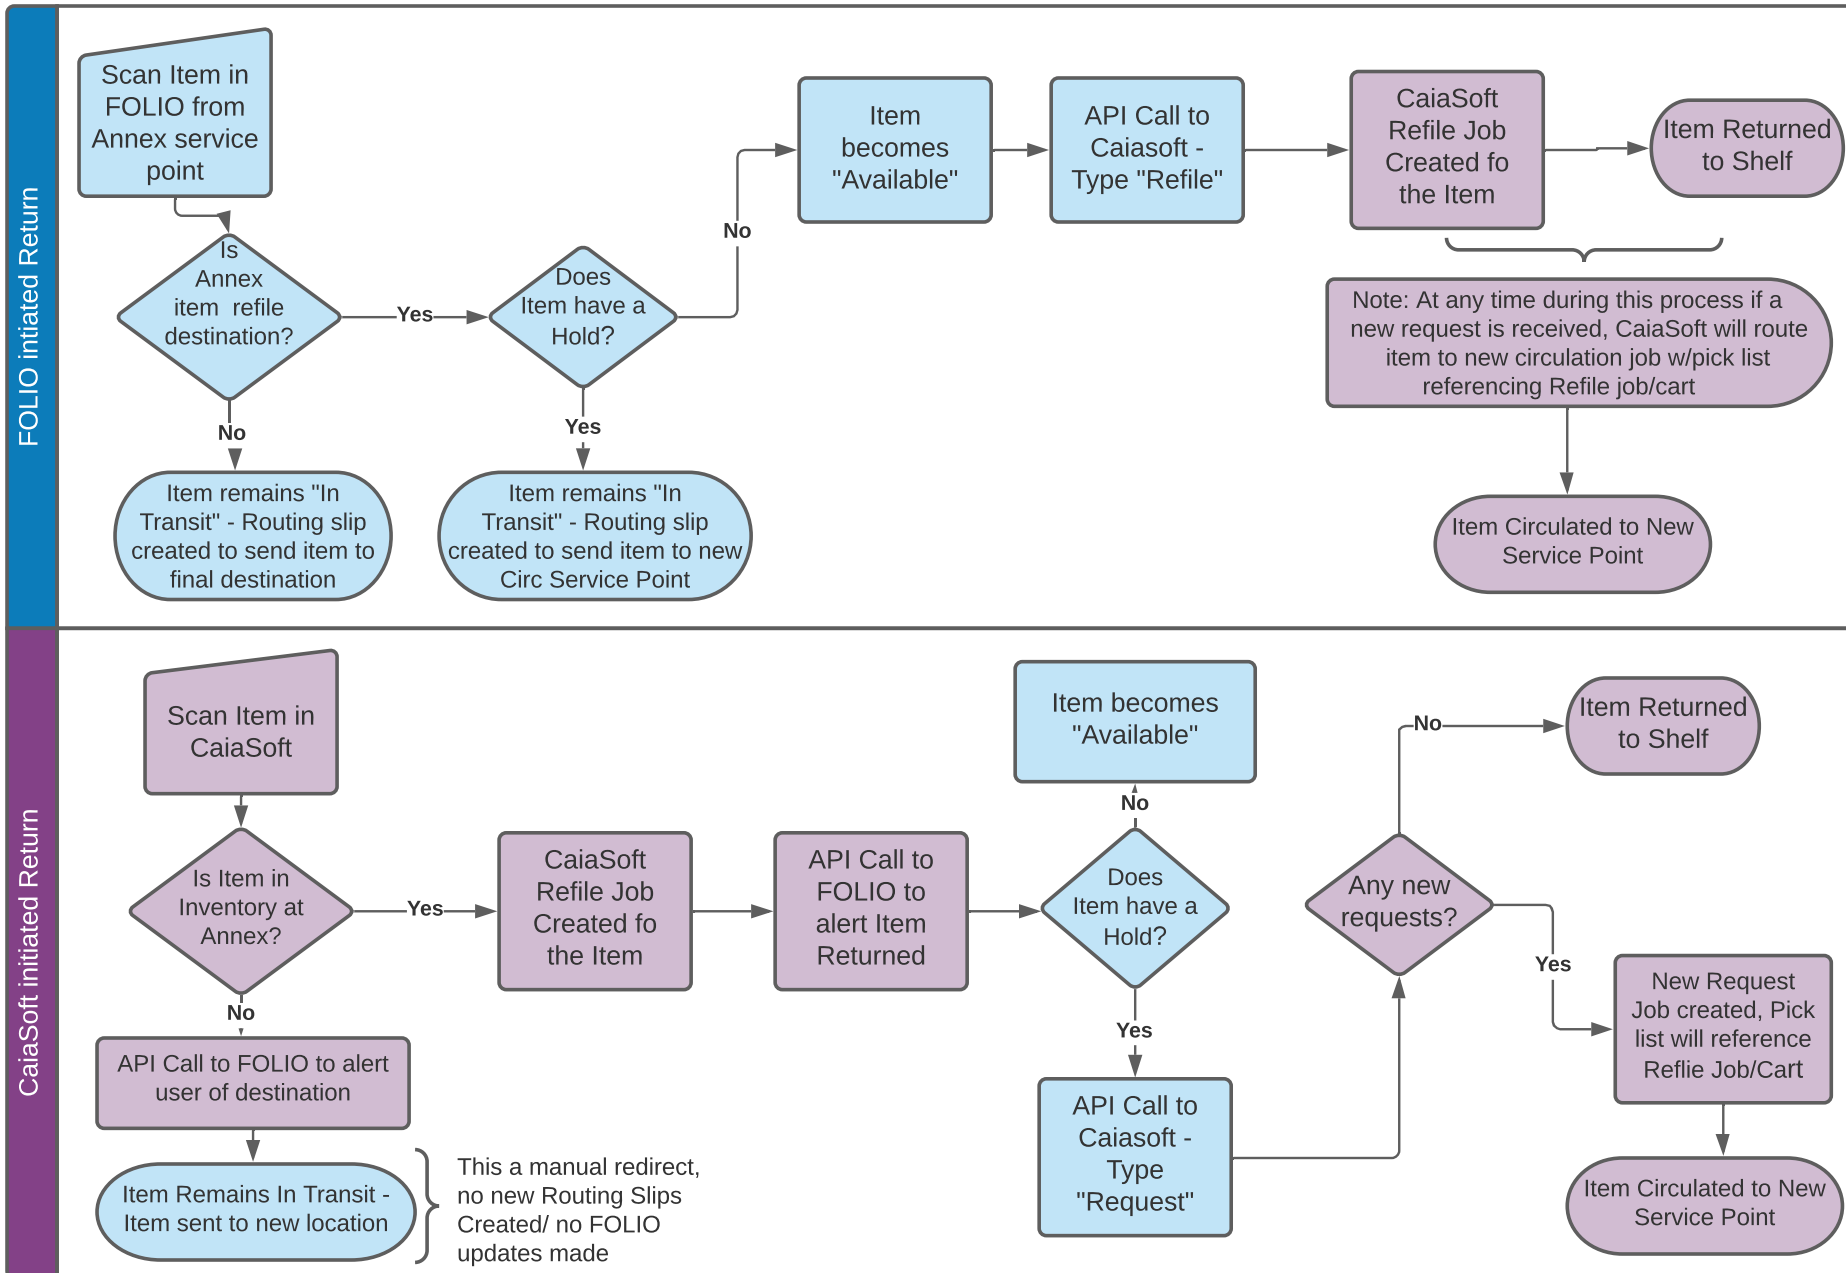 FOLIO intiated Return
Scan Item in
FOLIO from
Annex service
point
Is
Annex
item refile
destination?
Yes
No
Item remains "In
Transit" - Routing slip
created to send item to
final destination
Does
Item have a
Hold?
No
Yes
Item remains "In
Transit" - Routing slip
created to send item to new
Circ Service Point
Item
becomes
"Available"
API Call to
Caiasoft -
Type "Refile"
CaiaSoft
Refile Job
Created fo
the Item
Item Returned
to Shelf
Note: At any time during this process if a
new request is received, CaiaSoft will route
item to new circulation job w/pick list
referencing Refile job/cart
Item Circulated to New
Service Point
CaiaSoft initiated Return
Scan Item in
CaiaSoft
Is Item in
Inventory at
Annex?
Yes
No
API Call to FOLIO to alert
user of destination
Item Remains In Transit -
Item sent to new location
This a manual redirect,
no new Routing Slips
Created/ no FOLIO
updates made
CaiaSoft
Refile Job
Created fo
the Item
API Call to
FOLIO to
alert Item
Returned
Does
Item have a
Hold?
No
Item becomes
"Available"
Yes
API Call to
Caiasoft -
Type
"Request"
Any new
requests?
No
Item Returned
to Shelf
Yes
New Request
Job created, Pick
list will reference
Reflie Job/Cart
Item Circulated to New
Service Point